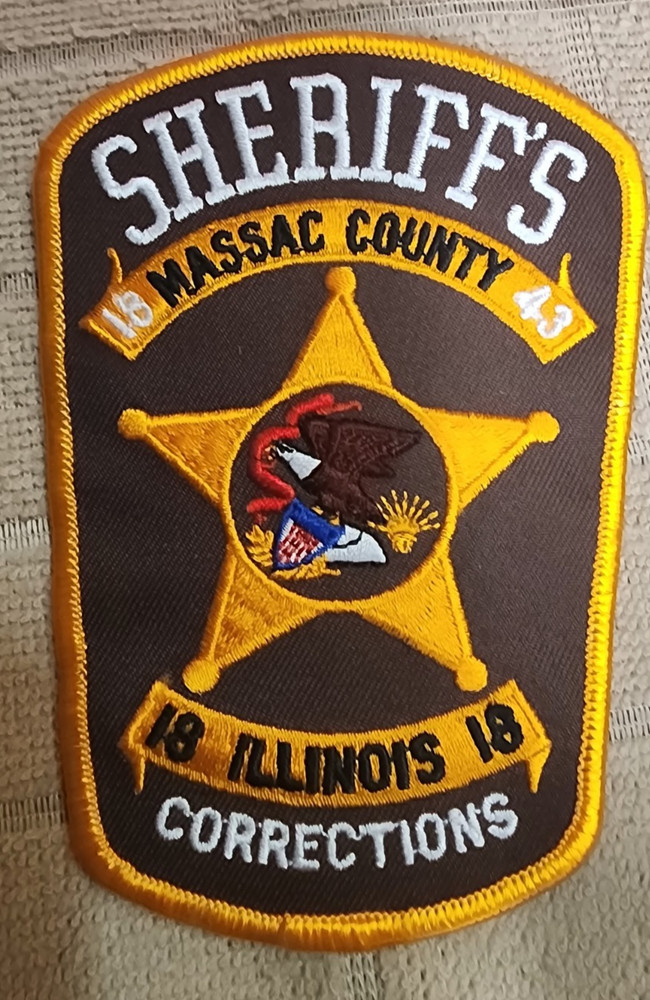 SHERIFF'S
18 MASSAC COUNTY 43
18 ILLINOIS 18
CORRECTIONS